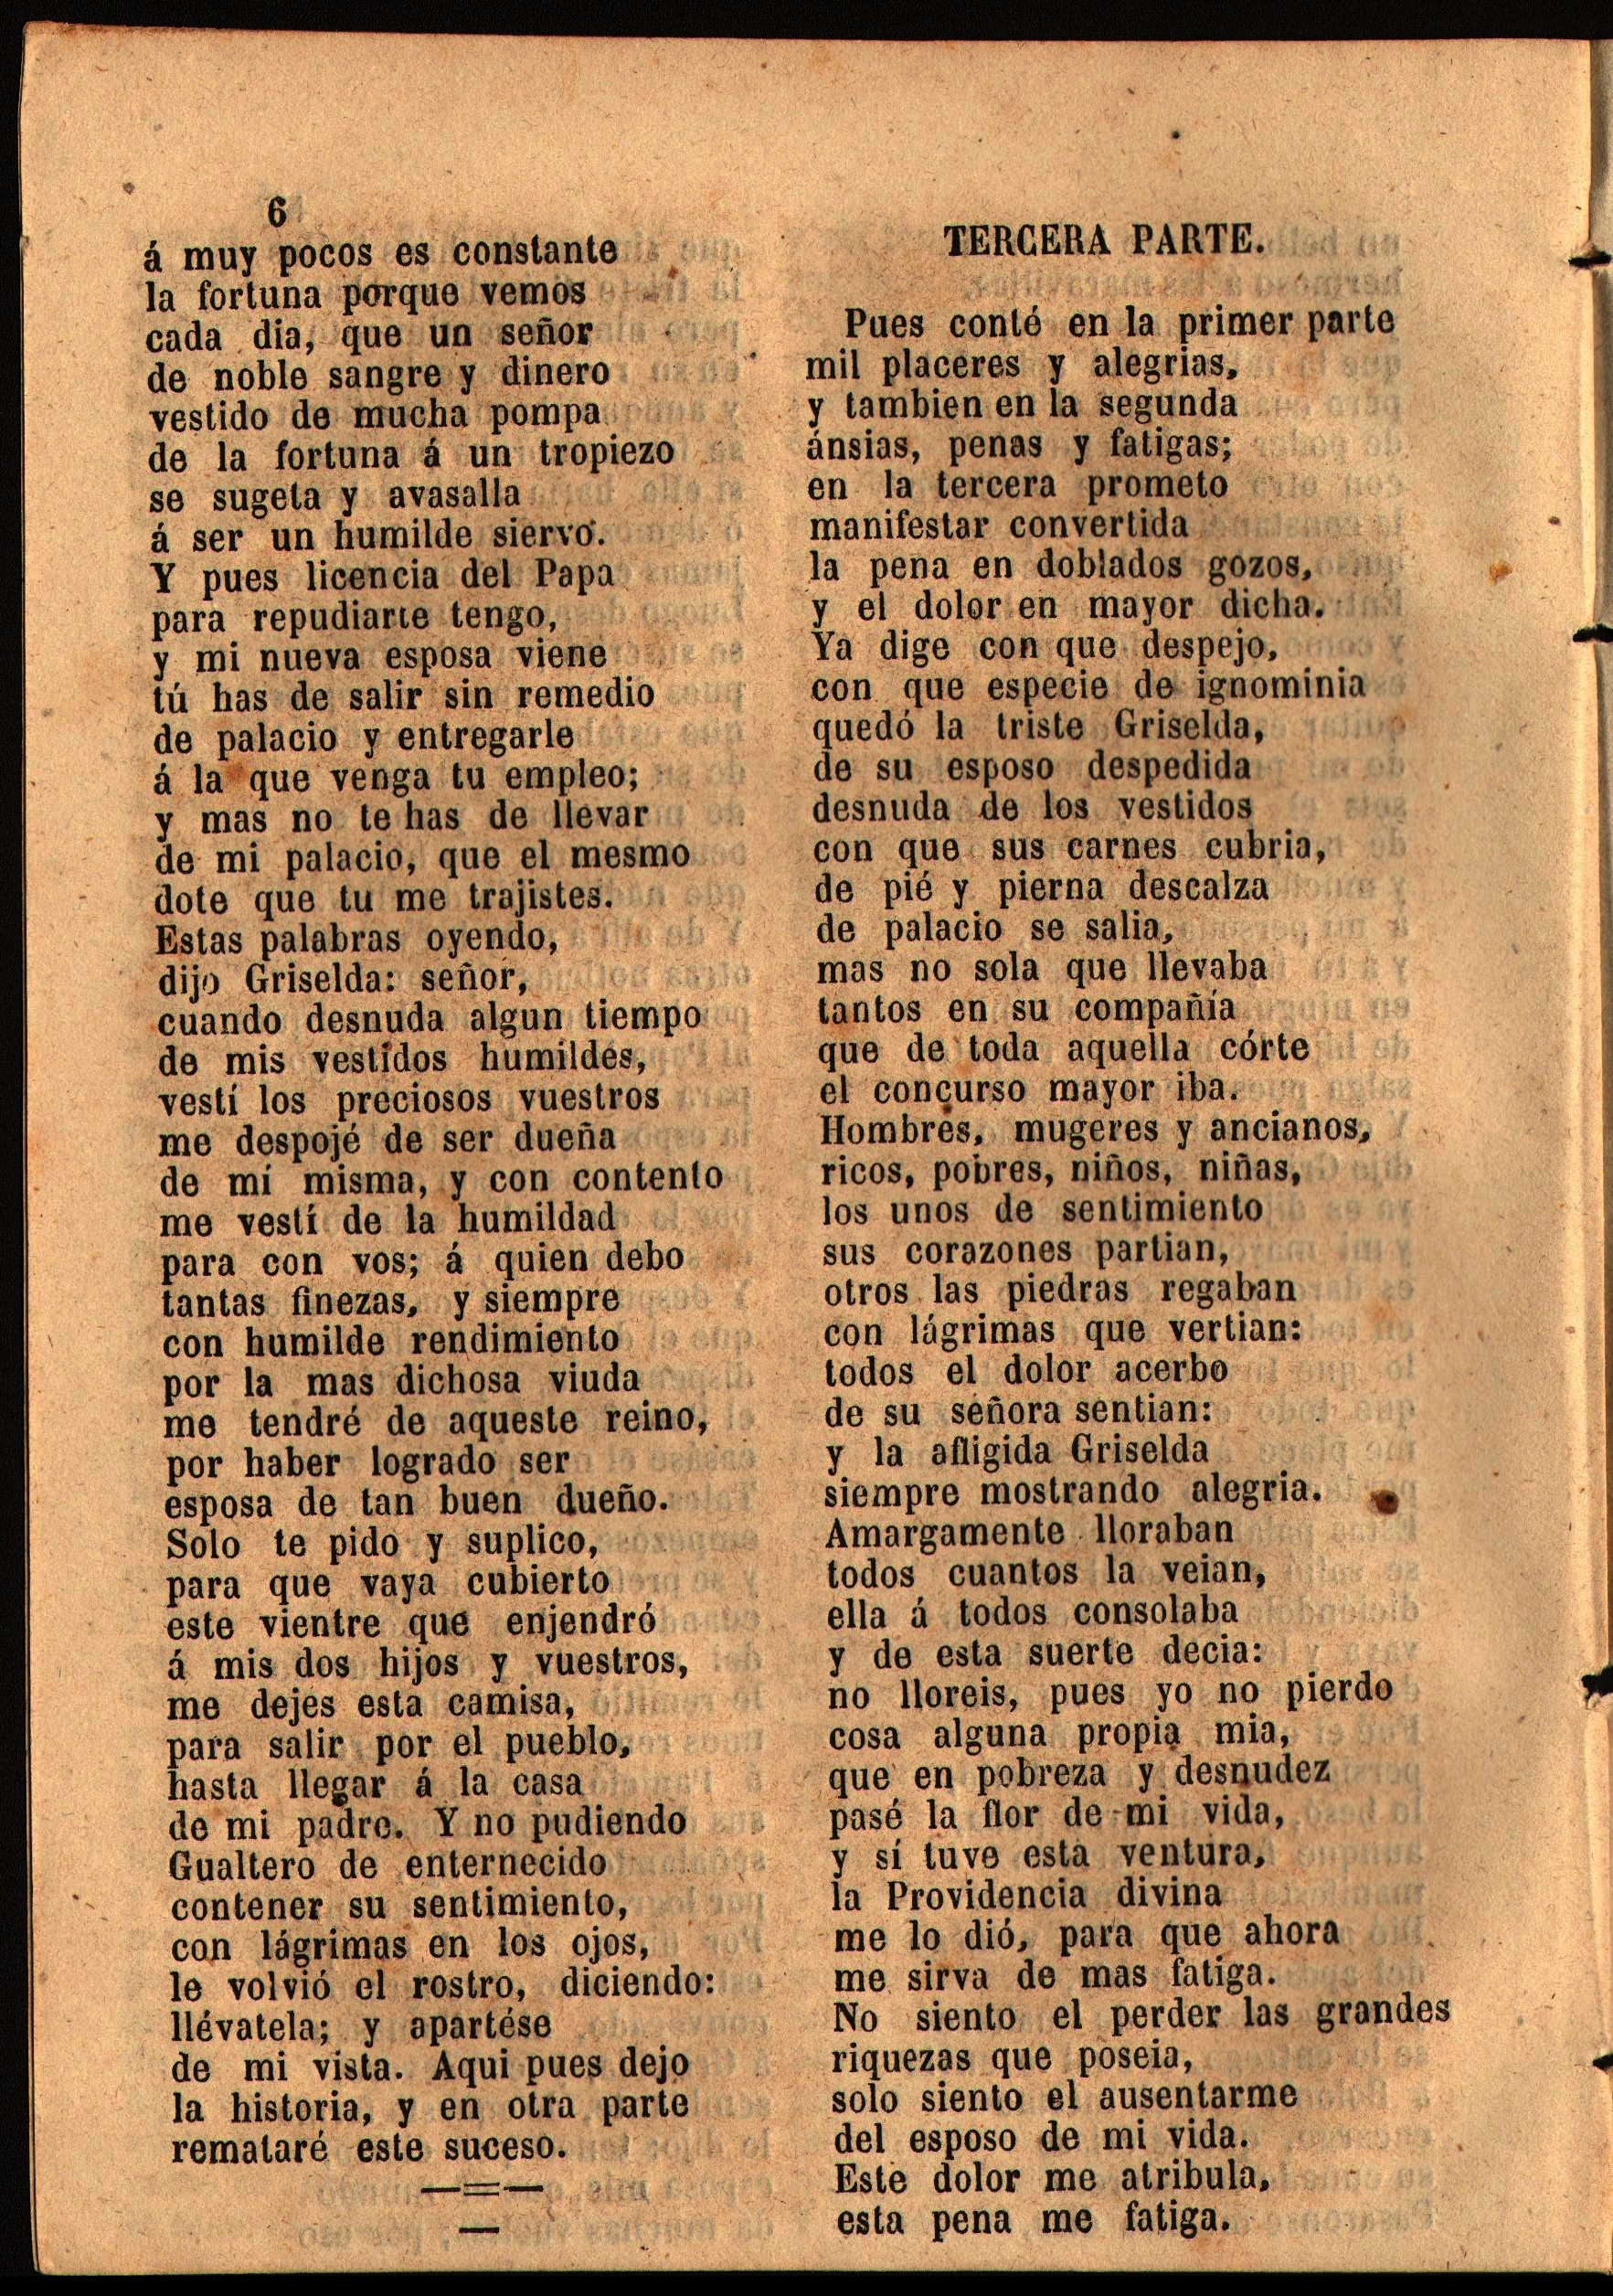 6
á muy pocos es constante
la fortuna porque vemos
cada dia, que un señor
de noble sangre y dinero
vestido de mucha pompa
de la fortuna á un tropiezo
se sugeta y avasalla
á ser un humilde siervo.
Y pues licencia del Papa
para repudiarte tengo,
y mi nueva esposa viene
tú has de salir sin remedio
de palacio y entregarle
á la que venga tu empleo;
y mas no te has de llevar
de mi palacio, que el mesmo
dote que tu me trajistes.
Estas palabras oyendo,
dijo Griselda: señor,
cuando desnuda algun tiempo
de mis vestidos humildes,
vestí los preciosos vuestros
me despojé de ser dueña
de mí misma, y con contento
me vestí de la humildad
para con vos; á quien debo
tantas finezas, y siempre
con humilde rendimiento
por la mas dichosa viuda
me tendré de aqueste reino,
por haber logrado ser
esposa de tan buen dueño.
Solo te pido y suplico,
para que vaya cubierto
este vientre que enjendró
á mis dos hijos y vuestros,
me dejes esta camisa,
para salir por el pueblo,
hasta llegar á la casa
de mi padre. Y no pudiendo
Gualtero de enternecido
contener su sentimiento,
con lágrimas en los ojos,
le volvió el rostro, diciendo:
llévatela; y apartése
de mi vista. Aqui pues dejo
la historia, y en otra parte
remataré este suceso.
TERCERA PARTE.
Pues conté en la primer parte
mil placeres y alegrias,
y tambien en la segunda
ánsias, penas y fatigas;
en la tercera prometo
manifestar convertida
la pena en doblados gozos,
y el dolor en mayor dicha.
Ya dige con que despejo,
con que especie de ignominia
quedó la triste Griselda,
de su esposo despedida
desnuda de los vestidos
con que sus carnes cubria,
de pié y pierna descalza
de palacio se salia,
mas no sola que llevaba
tantos en su compañía
que de toda aquella córte
el concurso mayor iba.
Hombres, mugeres y ancianos,
ricos, pobres, niños, niñas,
los unos de sentimiento
sus corazones partian,
otros las piedras regaban
con lágrimas que vertian:
todos el dolor acerbo
de su señora sentian:
y la afligida Griselda
siempre mostrando alegria.
Amargamente lloraban
todos cuantos la veian,
ella á todos consolaba
y de esta suerte decia:
no lloreis, pues yo no pierdo
cosa alguna propia mia,
que en pobreza y desnudez
pasé la flor de mi vida,
y sí tuve esta ventura,
la Providencia divina
me lo dió, para que ahora
me sirva de mas fatiga.
No siento el perder las grandes
riquezas que poseia,
solo siento el ausentarme
del esposo de mi vida.
Este dolor me atribula,
esta pena me fatiga.